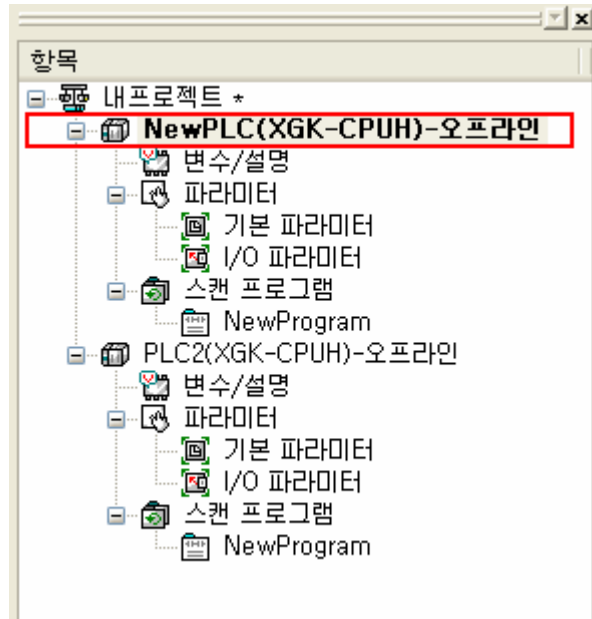 항목
내프로젝트 *
NewPLC(XGK-CPUH)-오프라인
변수/설명
파라미터
기본 파라미터
I/O 파라미터
스캔 프로그램
NewProgram
PLC2(XGK-CPUH)-오프라인
변수/설명
파라미터
기본 파라미터
I/O 파라미터
스캔 프로그램
NewProgram